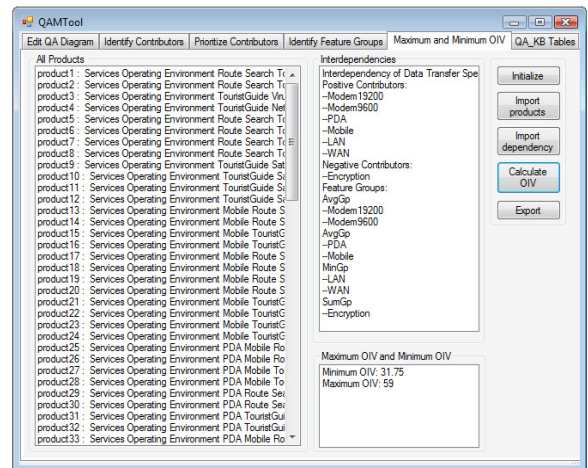 QAMTool
Edit QA Diagram Identify Contributors Prioritize Contributors Identify Feature Groups Maximum and Minimum OIV QA_KB Tables
All Products
product1 : Services Operating Environment Route Search To
product2 : Services Operating Environment Route Search To
product3 : Services Operating Environment TouristGuide Viru
product4 : Services Operating Environment TouristGuide Net
product5 : Services Operating Environment Route Search To
product6 : Services Operating Environment Route Search To
product7 : Services Operating Environment Route Search To
product8 : Services Operating Environment Route Search To
product9 : Services Operating Environment TouristGuide Sat
product10 : Services Operating Environment TouristGuide Sa
product11 : Services Operating Environment TouristGuide Sa
product12 : Services Operating Environment TouristGuide Sa
product13 : Services Operating Environment Mobile Route S
product14 : Services Operating Environment Mobile Route S
product15 : Services Operating Environment Mobile TouristG
product16 : Services Operating Environment Mobile TouristG
product17 : Services Operating Environment Mobile Route S
product18 : Services Operating Environment Mobile Route S
product19 : Services Operating Environment Mobile Route S
product20 : Services Operating Environment Mobile Route S
product21 : Services Operating Environment Mobile TouristG
product22 : Services Operating Environment Mobile TouristG
product23 : Services Operating Environment Mobile TouristG
product24 : Services Operating Environment Mobile TouristG
product25 : Services Operating Environment PDA Mobile Ro
product26 : Services Operating Environment PDA Mobile Ro
product27 : Services Operating Environment PDA Mobile To
product28 : Services Operating Environment PDA Mobile To
product29 : Services Operating Environment PDA Route Sea
product30 : Services Operating Environment PDA Route Sea
product31 : Services Operating Environment PDA TouristGui
product32 : Services Operating Environment PDA TouristGui
product33 : Services Operating Environment PDA Mobile Ro
Interdependencies
Interdependency of Data Transfer Spe
Positive Contributors:
--Modem19200
--Modem9600
--PDA
--Mobile
--LAN
--WAN
Negative Contributors:
--Encryption
Feature Groups:
AvgGp
--Modem19200
--Modem9600
AvgGp
--PDA
--Mobile
MinGp
--LAN
--WAN
SumGp
--Encryption
Maximum OIV and Minimum OIV
Minimum OIV: 31.75
Maximum OIV: 59
Initialize
Import
products
Import
dependency
Calculate
OIV
Export